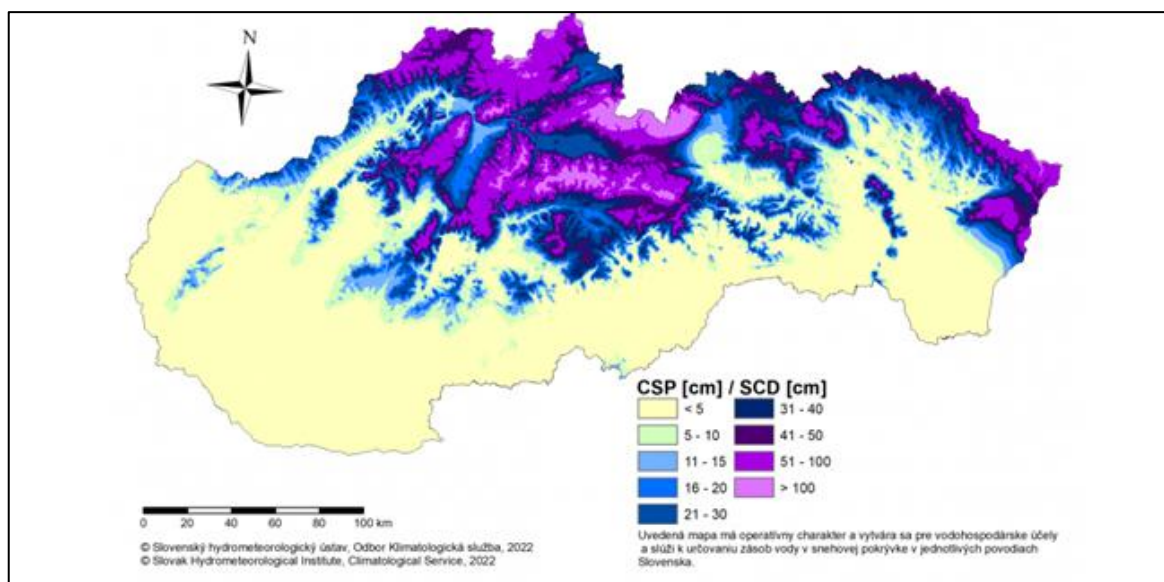 N
CSP [cm] / SCD [cm]
< 5
5 - 10
11 - 15
16 - 20
21 - 30
31 - 40
41 - 50
51 - 100
> 100
0 20 40 60 80 100 km
© Slovenský hydrometeorologický ústav, Odbor Klimatologická služba, 2022
© Slovak Hydrometeorological Institute, Climatological Service, 2022
Uvedená mapa má operatívny charakter a vytvára sa pre vodohospodárske účely
a slúži k určovaniu zásob vody v snehovej pokrývke v jednotlivých povodiach
Slovenska.